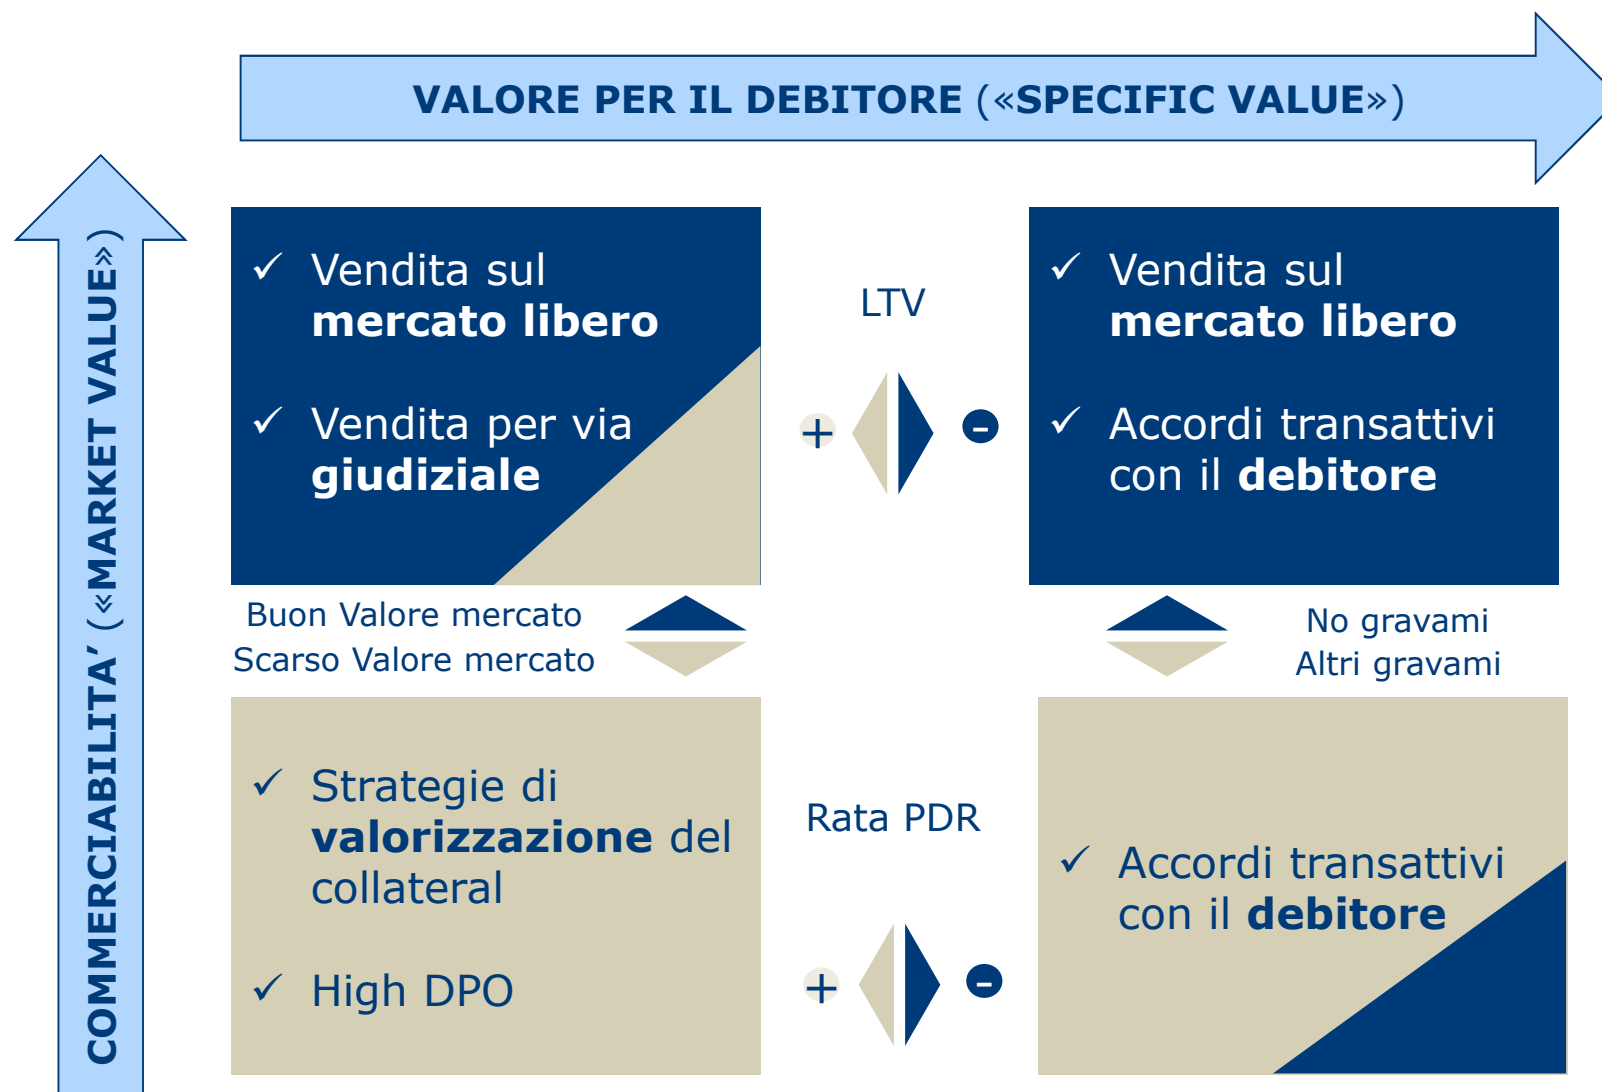 VALORE PER IL DEBITORE («SPECIFIC VALUE»)
COMMERCIABILITA’ («MARKET VALUE»)
✓ Vendita sul
mercato libero
✓ Vendita per via
giudiziale
LTV
+ -
✓ Vendita sul
mercato libero
✓ Accordi transattivi
con il debitore
Buon Valore mercato
Scarso Valore mercato
No gravami
Altri gravami
✓ Strategie di
valorizzazione del
collateral
✓ High DPO
Rata PDR
+ -
✓ Accordi transattivi
con il debitore